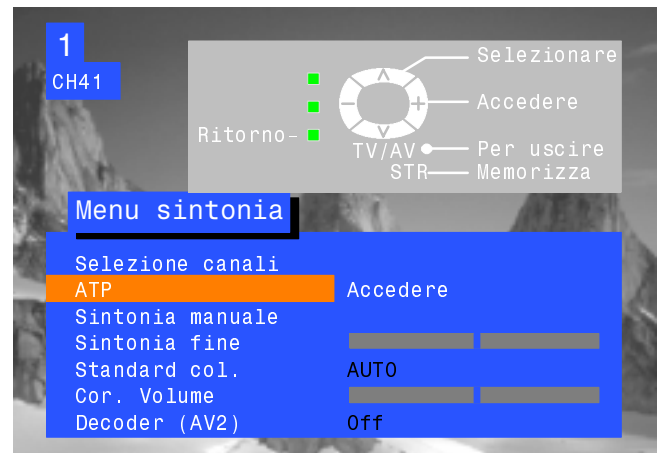 1
CH41
Selezionare
Accedere
Ritorno
TV/AV Per uscire
STR Memorizza
Menu sintonia
Selezione canali
ATP Accedere
Sintonia manuale
Sintonia fine
Standard col. AUTO
Cor. Volume
Decoder (AV2) Off